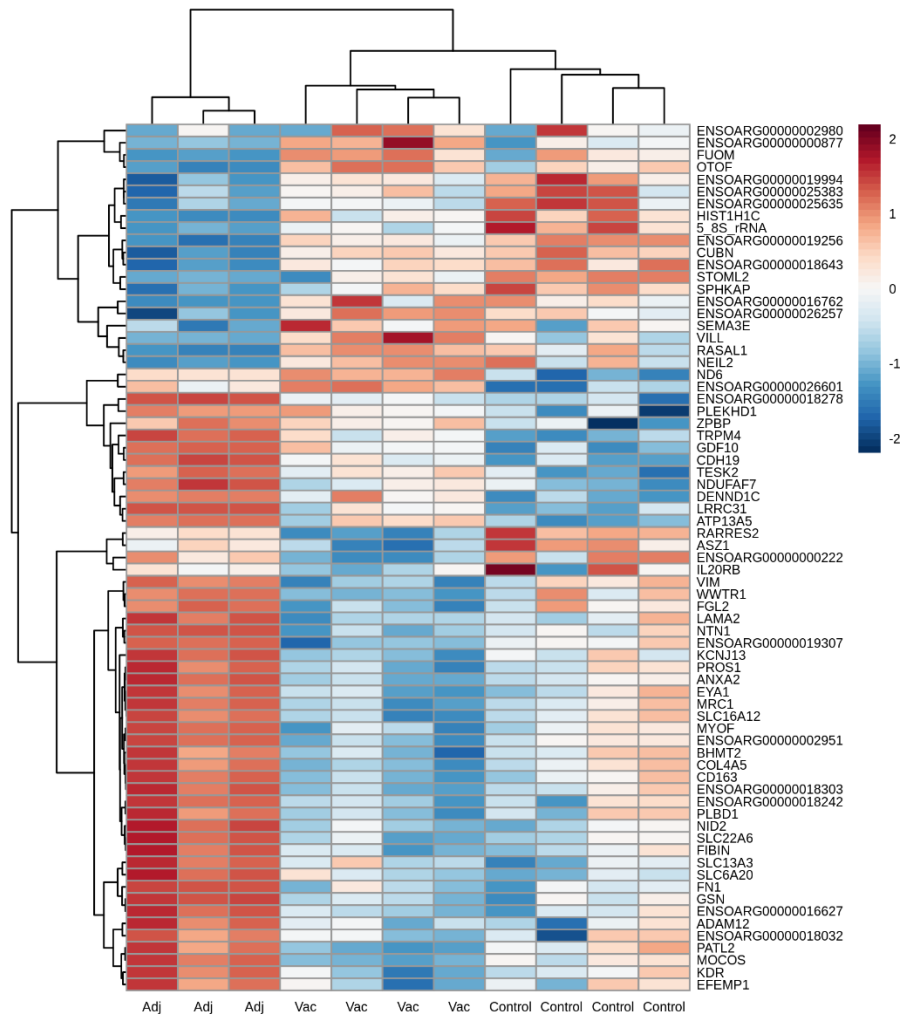 ENSOARG00000002980
ENSOARG00000000877
FUOM
OTOF
ENSOARG00000019994
ENSOARG00000025383
ENSOARG00000025635
HIST1H1C
5_8S_rRNA
ENSOARG00000019256
CUBN
ENSOARG00000018643
STOML2
SPHKAP
ENSOARG00000016762
ENSOARG00000026257
SEMA3E
VILL
RASAL1
NEIL2
ND6
ENSOARG00000026601
ENSOARG00000018278
PLEKHD1
ZPBP
TRPM4
GDF10
CDH19
TESK2
NDUFAF7
DENND1C
LRRC31
ATP13A5
RARRES2
ASZ1
ENSOARG00000000222
IL20RB
VIM
WWTR1
FGL2
LAMA2
NTN1
ENSOARG00000019307
KCNJ13
PROS1
ANXA2
EYA1
MRC1
SLC16A12
MYOF
ENSOARG00000002951
BHMT2
COL4A5
CD163
ENSOARG00000018303
ENSOARG00000018242
PLBD1
NID2
SLC22A6
FIBIN
SLC13A3
SLC6A20
FN1
GSN
ENSOARG00000016627
ADAM12
ENSOARG00000018032
PATL2
MOCOS
KDR
EFEMP1
2
1
0
-1
-2
Adj Adj Adj Vac Vac Vac Vac Control Control Control Control